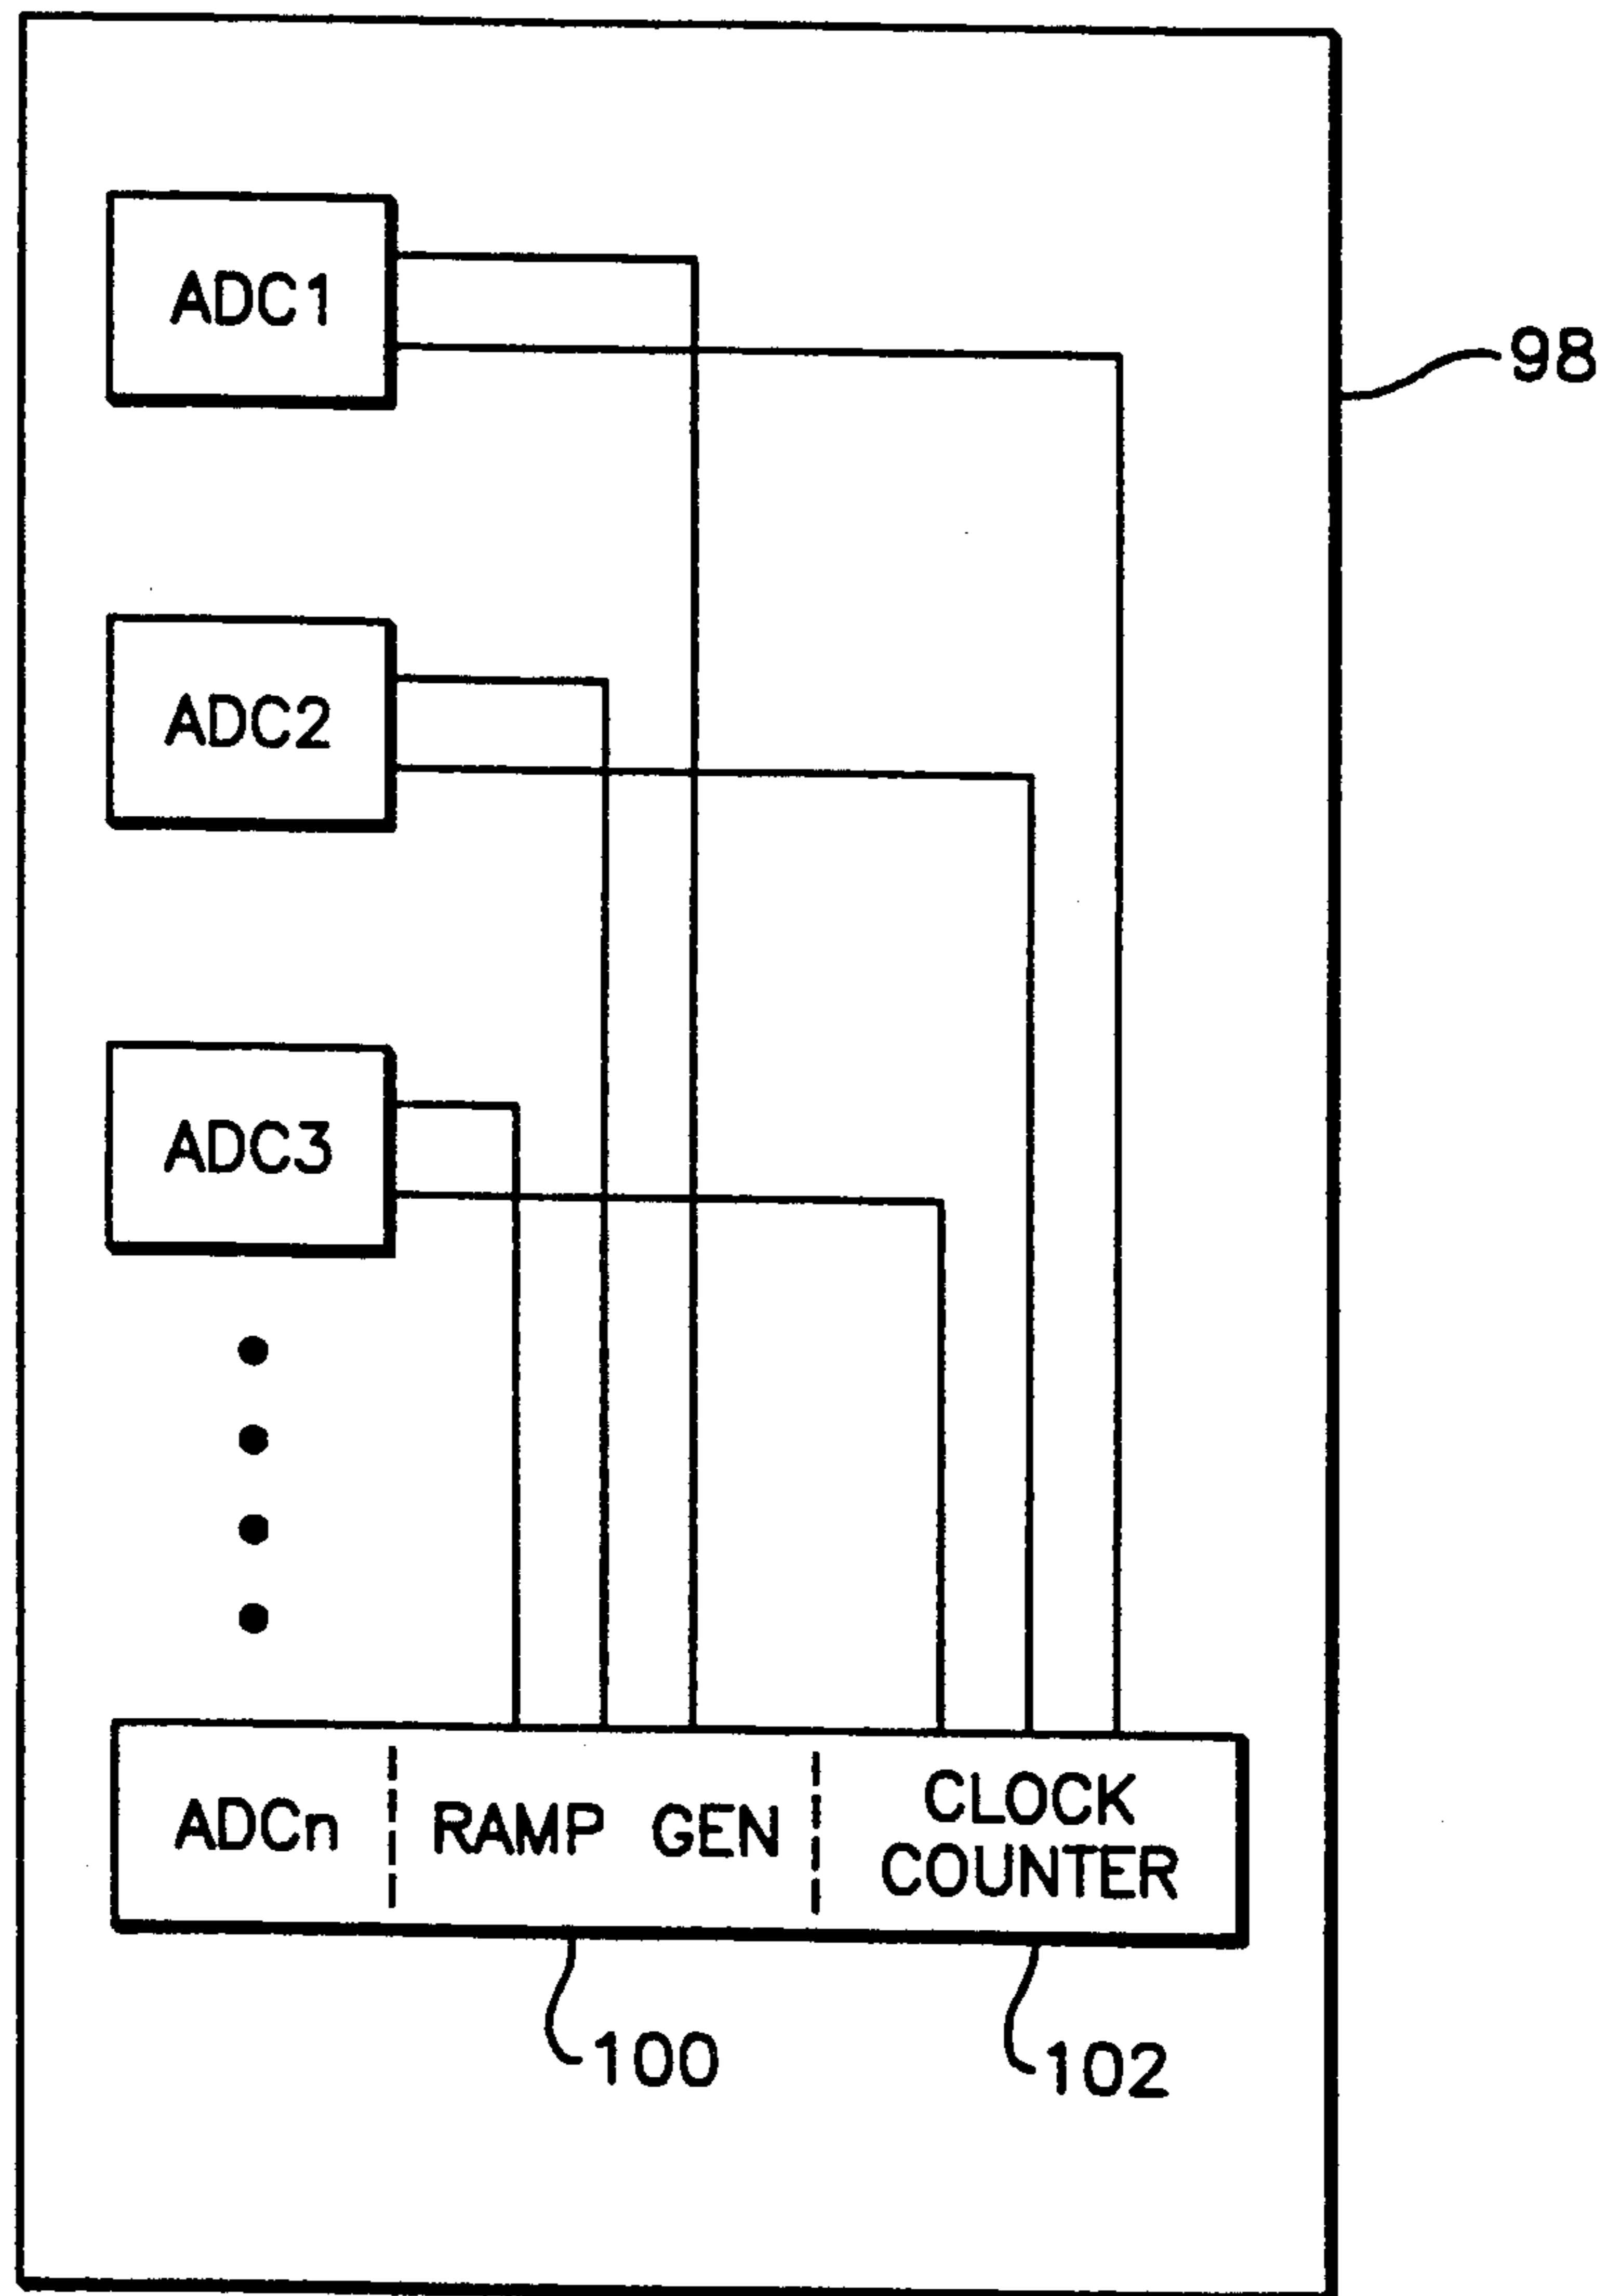 ADC1
98
ADC2
ADC3
ADCn
RAMP GEN
CLOCK
COUNTER
100
102